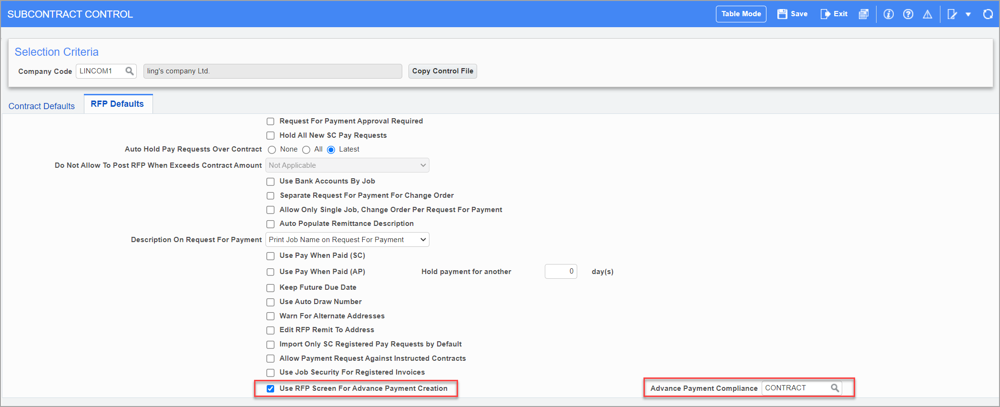 SUBCONTRACT CONTROL Table Mode Save Exit
Selection Criteria
Company Code LINCOM1 ling's company Ltd. Copy Control File
Contract Defaults RFP Defaults
Request For Payment Approval Required
Hold All New SC Pay Requests
Auto Hold Pay Requests Over Contract None All Latest
Do Not Allow To Post RFP When Exceeds Contract Amount Not Applicable
Use Bank Accounts By Job
Separate Request For Payment For Change Order
Allow Only Single Job, Change Order Per Request For Payment
Auto Populate Remittance Description
Description On Request For Payment Print Job Name on Request For Payment
Use Pay When Paid (SC)
Use Pay When Paid (AP) Hold payment for another 0 day(s)
Keep Future Due Date
Use Auto Draw Number
Warn For Alternate Addresses
Edit RFP Remit To Address
Import Only SC Registered Pay Requests by Default
Allow Payment Request Against Instructed Contracts
Use Job Security For Registered Invoices
Use RFP Screen For Advance Payment Creation Advance Payment Compliance CONTRACT